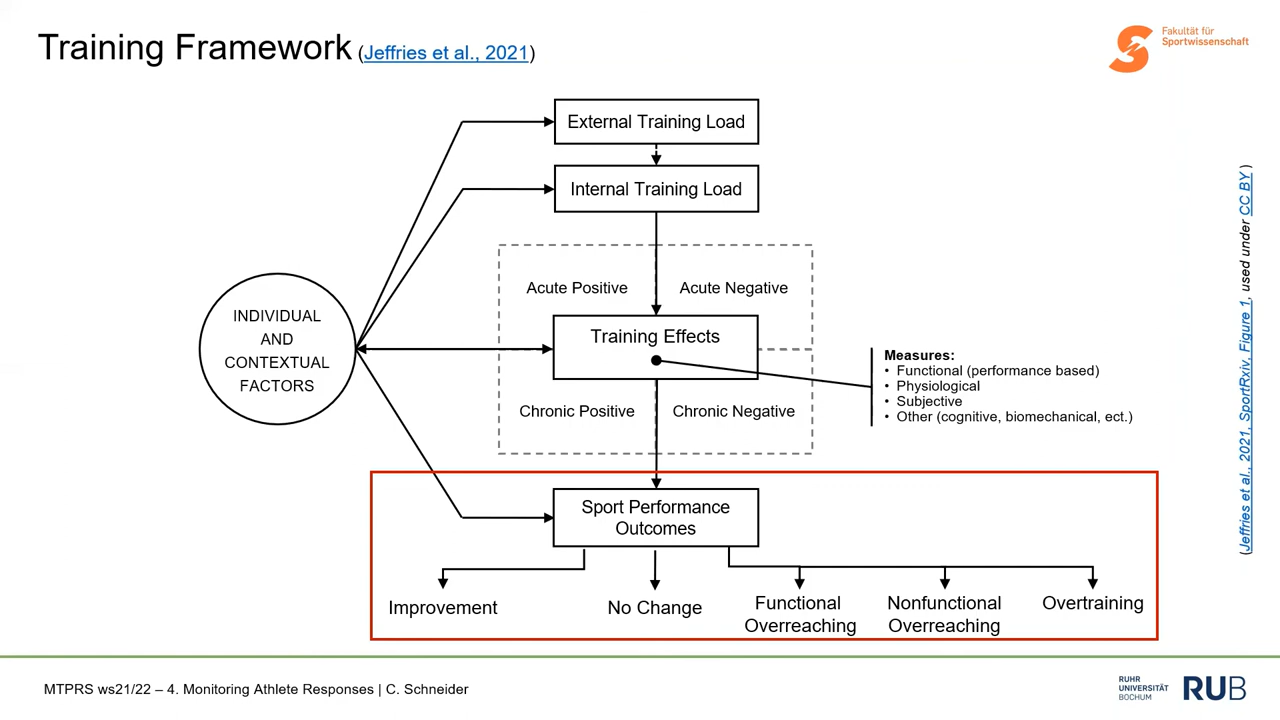 Training Framework (Jeffries et al., 2021)
Fakultät für
Sportwissenschaft
External Training Load
Internal Training Load
Acute Positive
Acute Negative
Training Effects
INDIVIDUAL
AND
CONTEXTUAL
FACTORS
Chronic Positive
Chronic Negative
Measures:
• Functional (performance based)
• Physiological
• Subjective
• Other (cognitive, biomechanical, ect.)
(Jeffries et al., 2021, SportRxiv, Figure 1, used under CC BY )
Sport Performance
Outcomes
Improvement
No Change
Functional
Overreaching
Nonfunctional
Overreaching
Overtraining
MTPRS ws21/22 – 4. Monitoring Athlete Responses | C. Schneider
RUHR
UNIVERSITÄT
BOCHUM
RUB